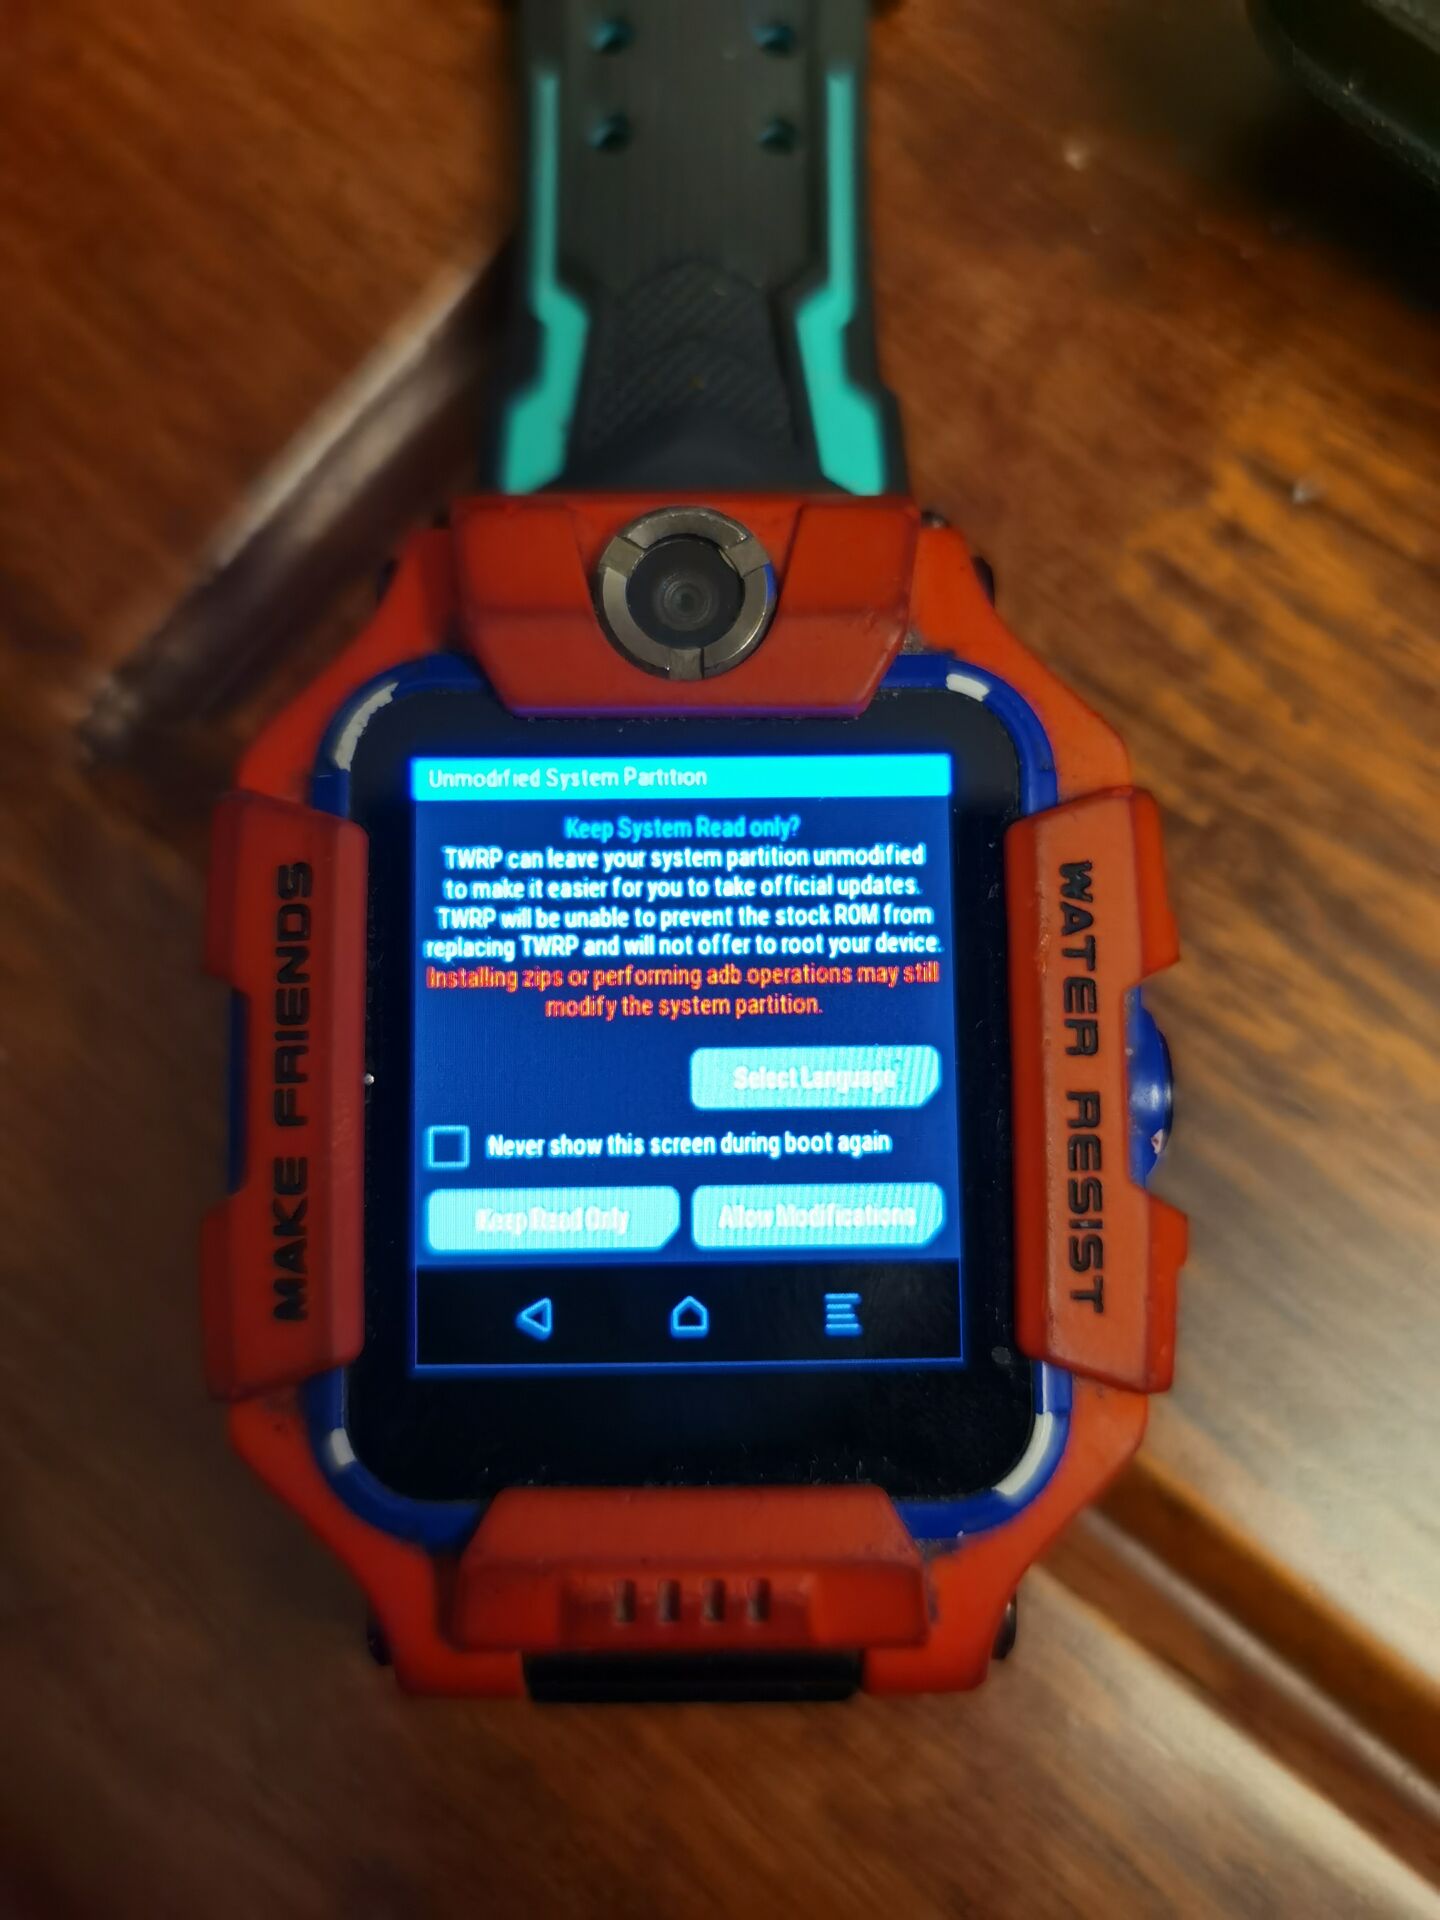 Unmodified System Partition
Keep System Read only?
TWRP can leave your system partition unmodified
to make it easier for you to take official updates.
TWRP will be unable to prevent the stock ROM from
replacing TWRP and will not offer to root your device.
Installing zips or performing adb operations may still
modify the system partition.
Select Language
Never show this screen during boot again
Keep Read Only
Allow Modifications
MAKE FRIENDS
WATER RESIST